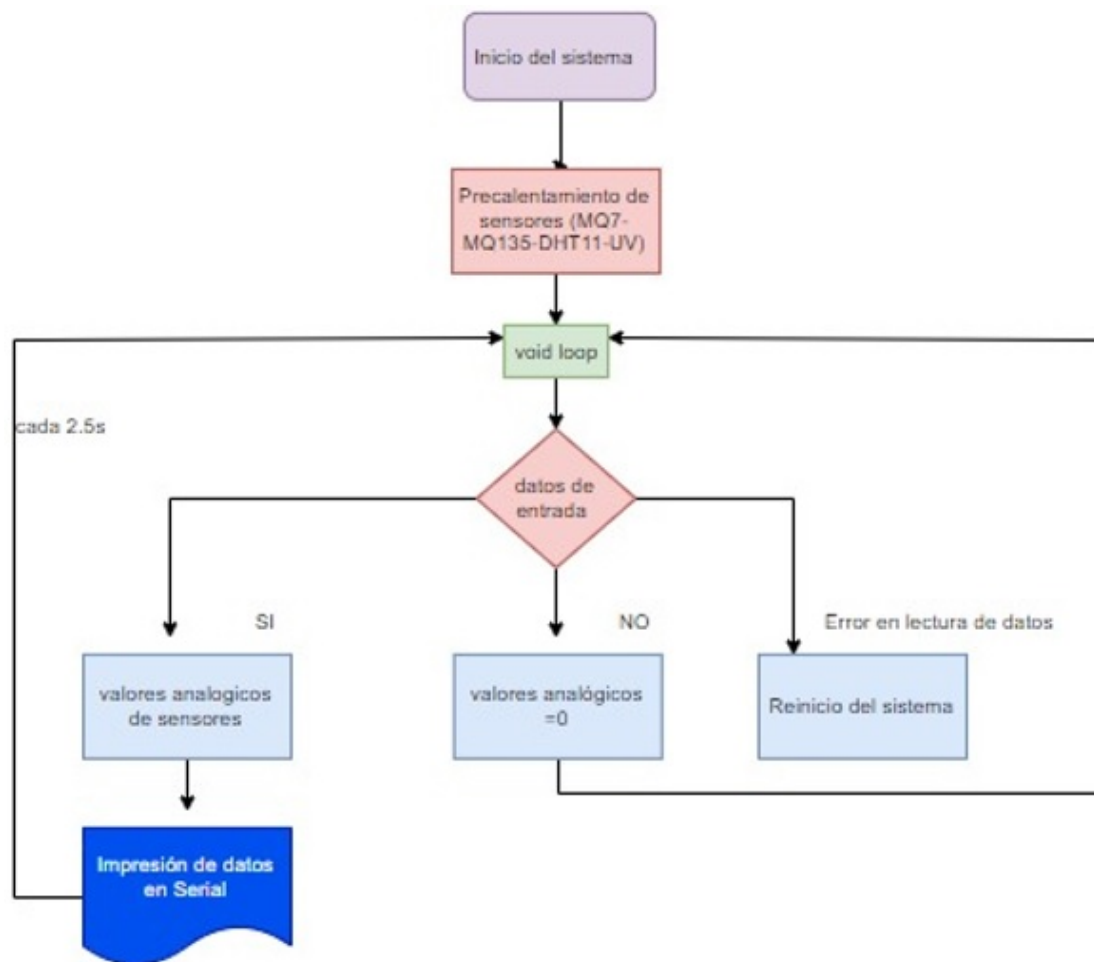 Inicio del sistema
Precalentamiento de
sensores (MQ7-
MQ135-DHT11-UV)
void loop
cada 2.5s
datos de
entrada
SI
NO
Error en lectura de datos
valores analogicos
de sensores
valores analógicos
=0
Reinicio del sistema
Impresión de datos
en Serial